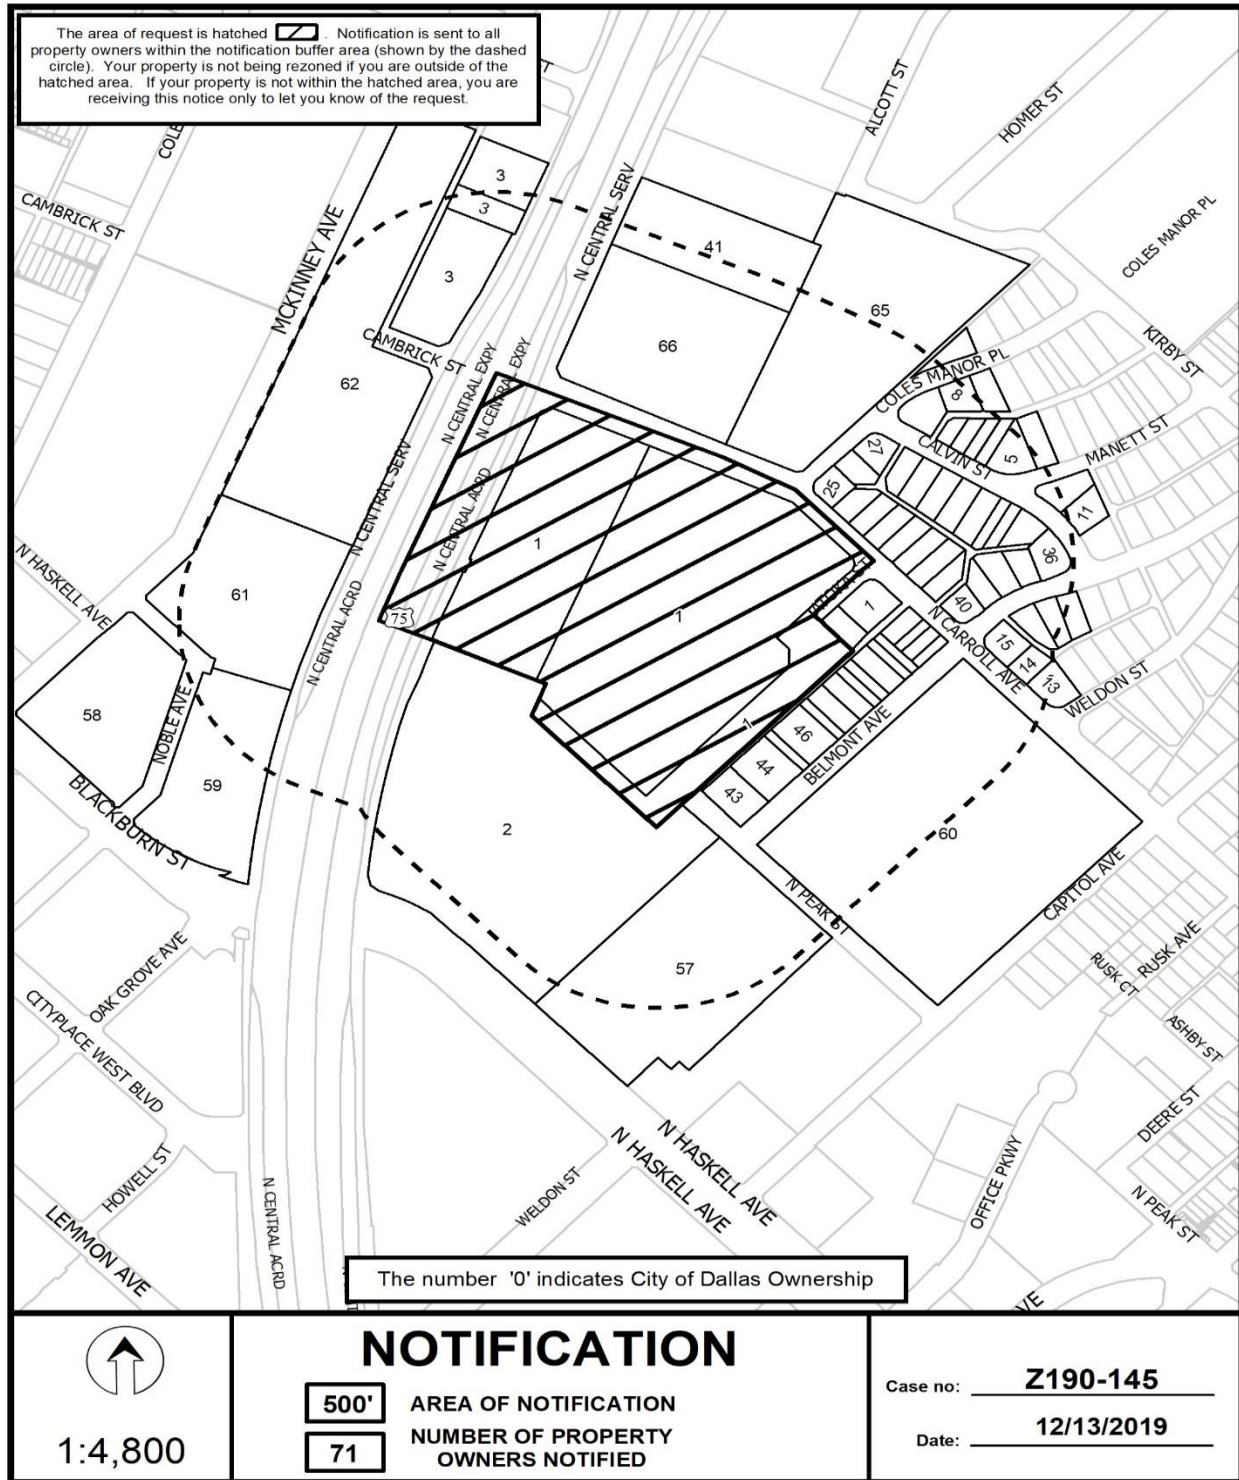 The area of request is hatched . Notification is sent to all
property owners within the notification buffer area (shown by the dashed
circle). Your property is not being rezoned if you are outside of the
hatched area. If your property is not within the hatched area, you are
receiving this notice only to let you know of the request.
ALCOTT ST
HOMER ST
COLES MANOR PL
KIRBY ST
CAMBRICK ST
MCKINNEY AVE
N CENTRAL SERV
3
3
3
41
65
66
62
CAMBRICK ST
N CENTRAL EXPY
N CENTRAL EXPY
COLES MANOR PL
8
CALVIN ST
5
MANETT ST
27
25
11
36
N CENTRAL SERV
N CENTRAL ACRD
1
1
1
1
75
N HASKELL AVE
61
N CENTRAL ACRD
40
N CARROLL AVE
15
14
13
WELDON ST
58
NOBLE AVE
59
BLACKBURN ST
46
44
43
BELMONT AVE
2
60
N PEAK ST
CAPITOL AVE
57
RUSK AVE
RUSK CT
ASHBY ST
DEERE ST
OAK GROVE AVE
CITYPLACE WEST BLVD
HOWELL ST
LEMMON AVE
N CENTRAL ACRD
WELDON ST
N HASKELL AVE
N HASKELL AVE
OFFICE PKWY
N PEAK ST
The number '0' indicates City of Dallas Ownership
1:4,800
NOTIFICATION
500' AREA OF NOTIFICATION
71 NUMBER OF PROPERTY
OWNERS NOTIFIED
Case no: Z190-145
Date: 12/13/2019